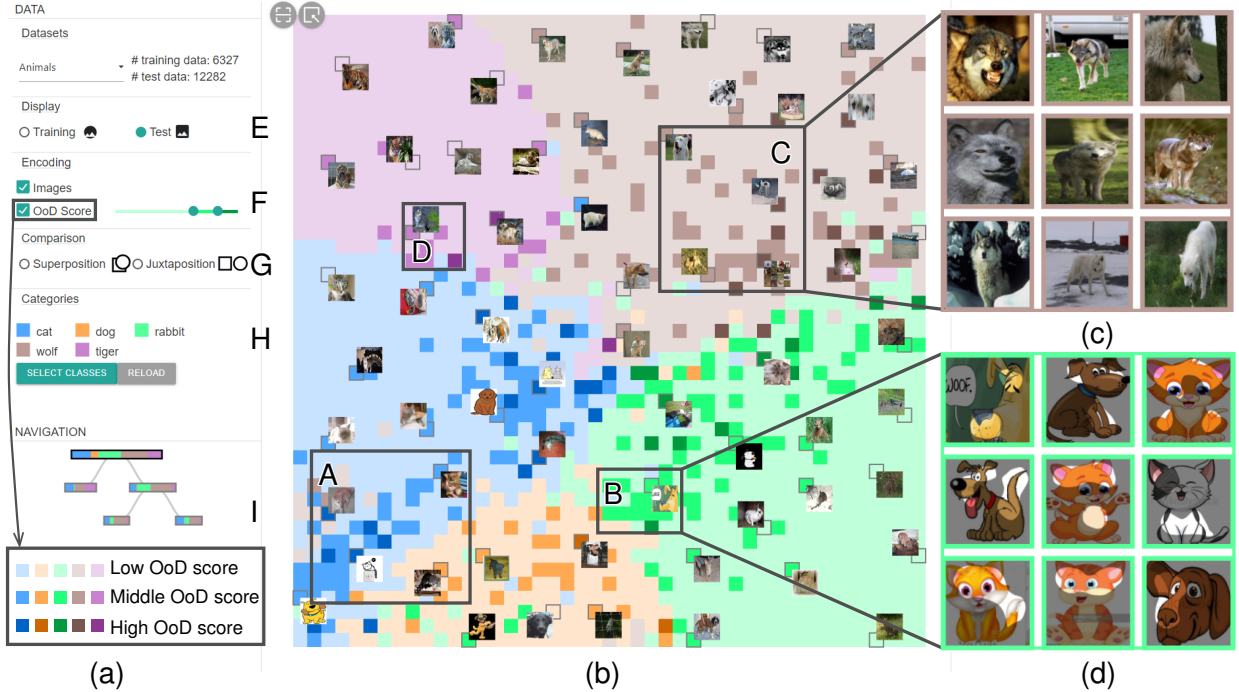 DATA
Datasets
Animals
# training data: 6327
# test data: 12282
Display
Training
Test
E
Encoding
Images
OoD Score
F
Comparison
Superposition
Juxtaposition
G
Categories
cat
dog
rabbit
wolf
tiger
H
SELECT CLASSES
RELOAD
NAVIGATION
I
Low OoD score
Middle OoD score
High OoD score
(a)
A
B
C
D
(b)
(c)
WOOF.
(d)